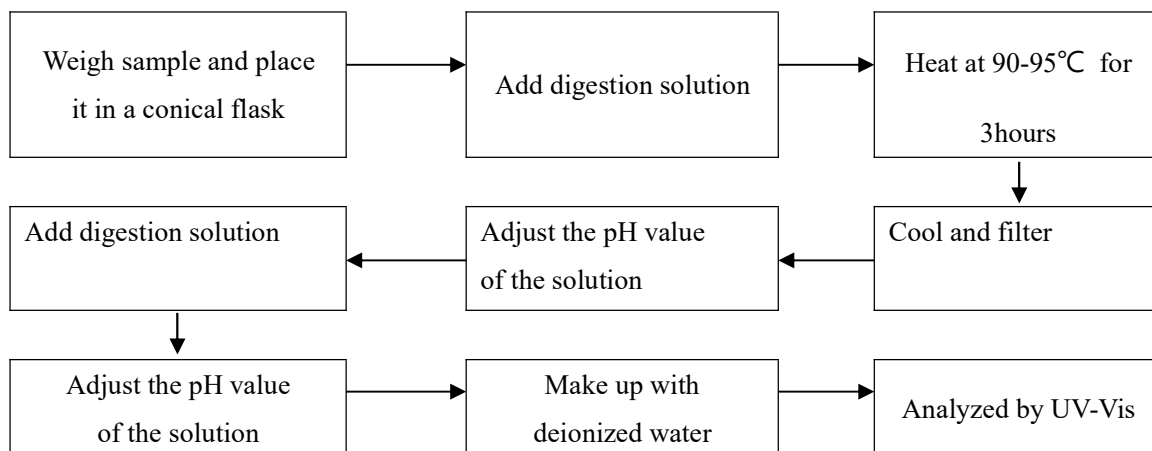 Weigh sample and place
it in a conical flask
Add digestion solution
Heat at 90-95℃ for
3hours
Add digestion solution
Adjust the pH value
of the solution
Cool and filter
Adjust the pH value
of the solution
Make up with
deionized water
Analyzed by UV-Vis